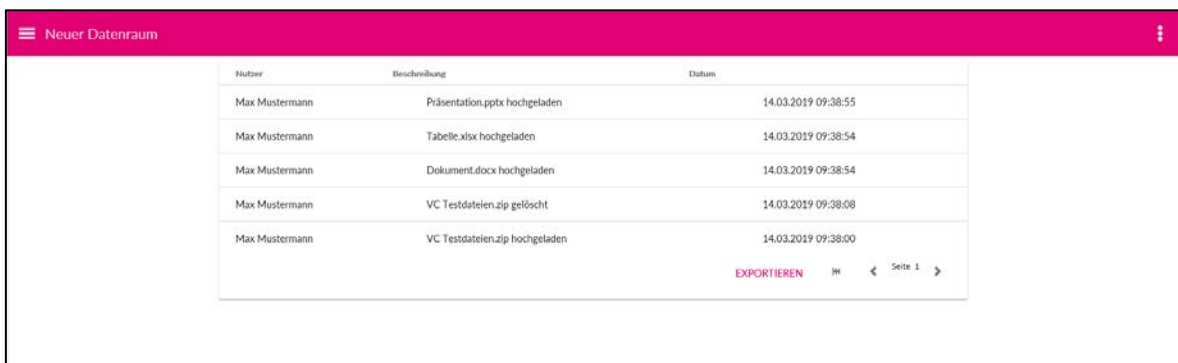 Neuer Datenraum
Nutzer Beschreibung Datum
Max Mustermann Präsentation.pptx hochgeladen 14.03.2019 09:38:55
Max Mustermann Tabelle.xlsx hochgeladen 14.03.2019 09:38:54
Max Mustermann Dokument.docx hochgeladen 14.03.2019 09:38:54
Max Mustermann VC Testdateien.zip gelöscht 14.03.2019 09:38:08
Max Mustermann VC Testdateien.zip hochgeladen 14.03.2019 09:38:00
EXPORTIEREN Seite 1